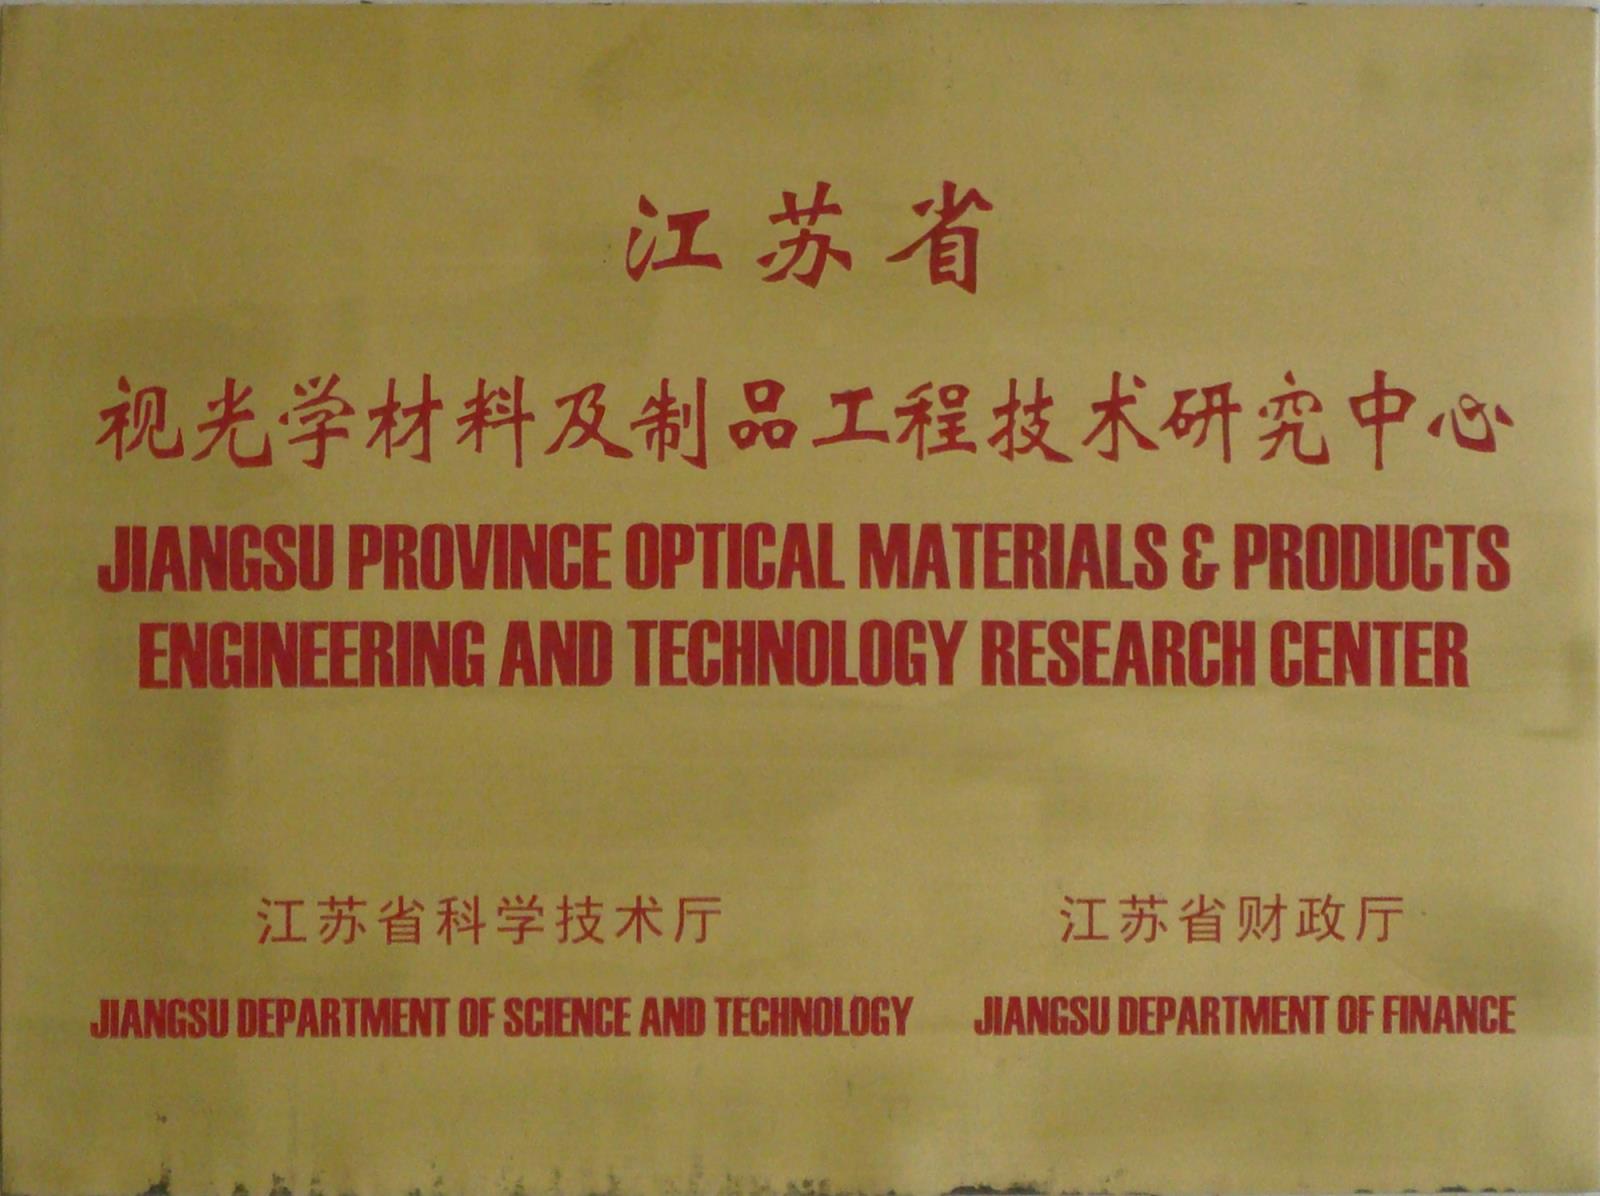 江苏省
视光学材料及制品工程技术研究中心
JIANGSU PROVINCE OPTICAL MATERIALS & PRODUCTS
ENGINEERING AND TECHNOLOGY RESEARCH CENTER
江苏省科学技术厅 江苏省财政厅
JIANGSU DEPARTMENT OF SCIENCE AND TECHNOLOGY JIANGSU DEPARTMENT OF FINANCE